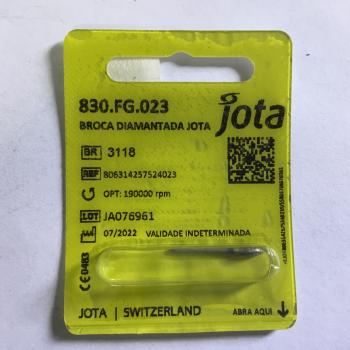 830.FG.023
BROCA DIAMANTADA JOTA
jota
BR 3118
REF 806314257524023
OPT: 190000 rpm
LOT JA076961
07/2022 VALIDADE INDETERMINADA
CE 0483
JOTA | SWITZERLAND
ABRA AQUI